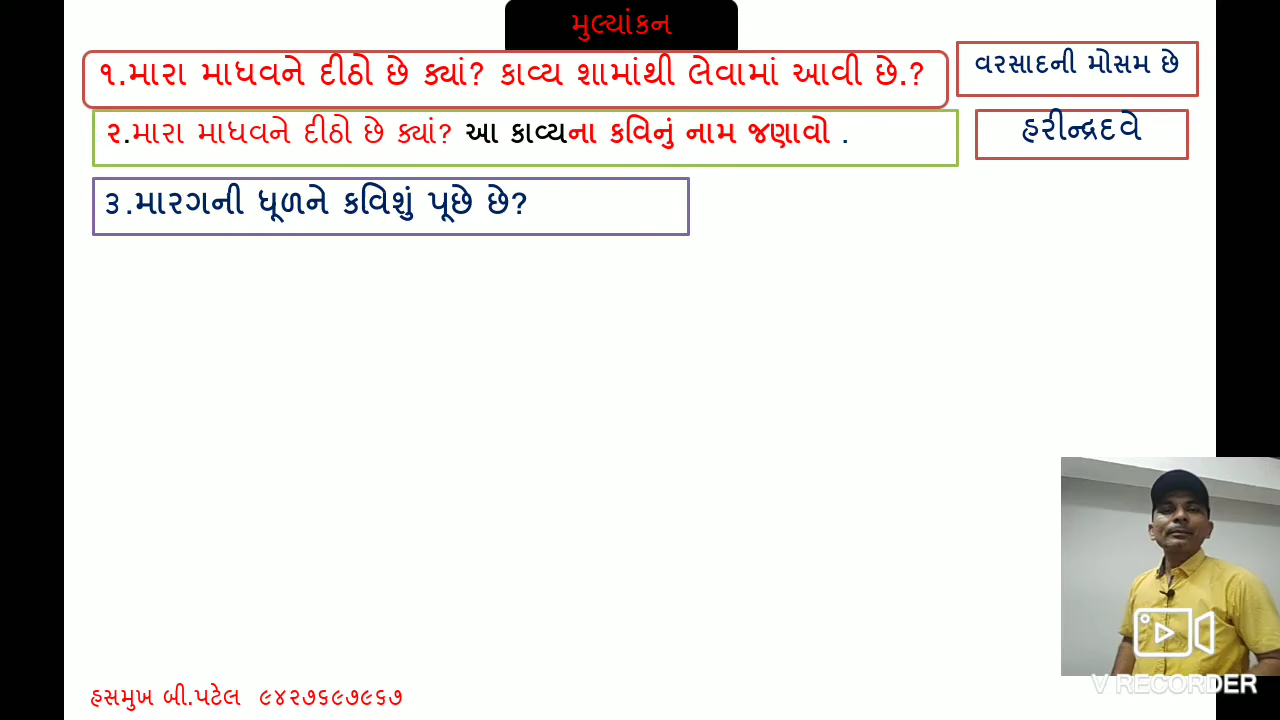 મુલ્યાંકન
૧.મારા માધવને દીઠો છે ક્યાં? કાવ્ય શામાંથી લેવામાં આવી છે.?
વરસાદની મોસમ છે
૨.મારા માધવને દીઠો છે ક્યાં? આ કાવ્યના કવિનું નામ જણાવો .
હરીન્દ્રદવે
૩.મારગની ધૂળને કવિશું પૂછે છે?
હસમુખ બી.પટેલ ૯૪૨૭૬૯૭૯૬૭
V RECORDER